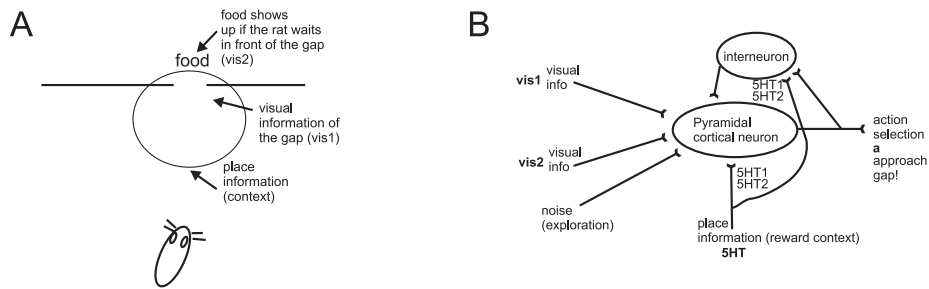 A
food shows
up if the rat waits
in front of the gap
(vis2)
food
visual
information of
the gap (vis1)
place
information
(context)
B
interneuron
5HT1
5HT2
vis1 visual
info
Pyramidal
cortical neuron
action
selection
a
approach
gap!
vis2 visual
info
5HT1
5HT2
noise
(exploration)
place
information (reward context)
5HT